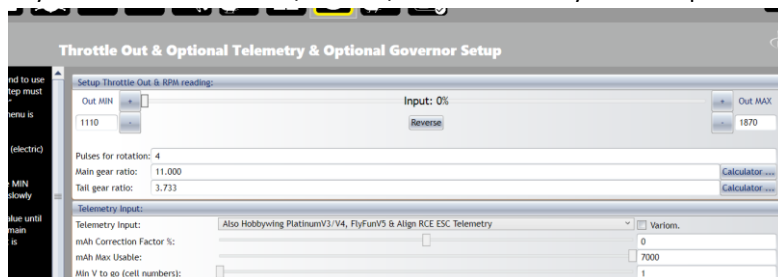 Throttle Out & Optional Telemetry & Optional Governor Setup
nd to use
tep must
menu is
(electric)
MIN
slowly
alue until
main
is
Setup Throttle Out & RPM reading:
Out MIN + Input: 0% + Out MAX
1110 - Reverse - 1870
Pulses for rotation: 4
Main gear ratio: 11.000 Calculator ...
Tail gear ratio: 3.733 Calculator ...
Telemetry Input:
Telemetry Input: Also Hobbywing PlatinumV3/V4, FlyFunV5 & Align RCE ESC Telemetry Variom.
mAh Correction Factor %: 0
mAh Max Usable: 7000
Min V to go (cell numbers): 1